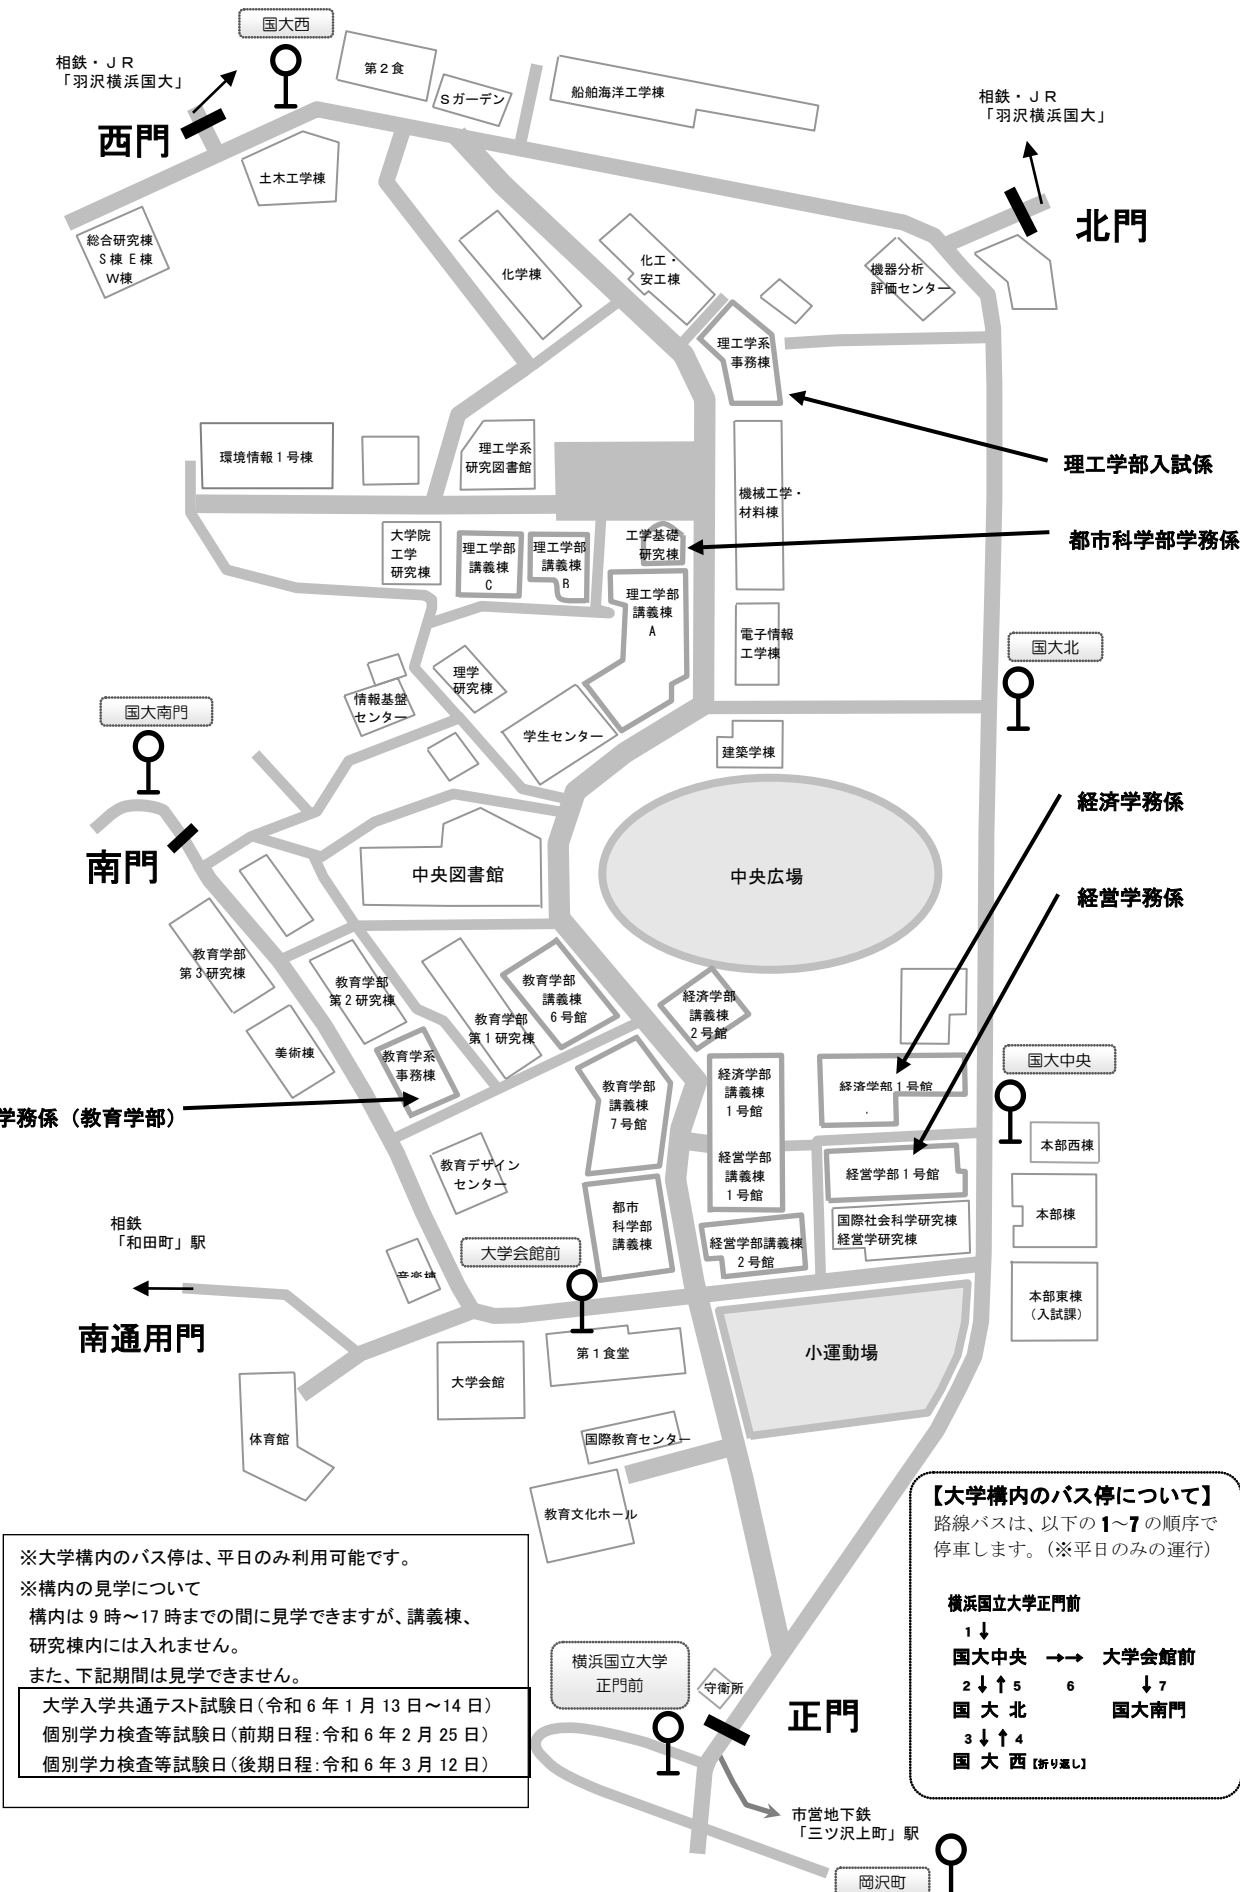 国大西
相鉄・ＪＲ
「羽沢横浜国大」
西門
第２食
Ｓガーデン
船舶海洋工学棟
相鉄・ＪＲ
「羽沢横浜国大」
北門
土木工学棟
総合研究棟
Ｓ棟Ｅ棟
Ｗ棟
化学棟
化工・
安工棟
機器分析
評価センター
理工学系
事務棟
環境情報１号棟
理工学系
研究図書館
理工学部入試係
機械工学・
材料棟
大学院
工学
研究棟
理工学部
講義棟
C
理工学部
講義棟
B
工学基礎
研究棟
都市科学部学務係
理工学部
講義棟
A
電子情報
工学棟
国大北
理学
研究棟
情報基盤
センター
国大南門
学生センター
建築学棟
南門
中央図書館
中央広場
経済学務係
経営学務係
教育学部
第３研究棟
教育学部
第２研究棟
教育学部
講義棟
６号館
教育学部
第１研究棟
経済学部
講義棟
２号館
美術棟
教育学系
事務棟
学務係（教育学部）
教育学部
講義棟
７号館
経済学部
講義棟
１号館
経済学部１号館
国大中央
本部西棟
経営学部
講義棟
１号館
経営学部１号館
教育デザイン
センター
都市
科学部
講義棟
国際社会科学研究棟
経営学研究棟
本部棟
相鉄
「和田町」駅
大学会館前
経営学部講義棟
２号館
音楽棟
本部東棟
（入試課）
南通用門
第１食堂
小運動場
大学会館
体育館
国際教育センター
教育文化ホール
【大学構内のバス停について】
路線バスは、以下の1～7の順序で
停車します。（※平日のみの運行）
横浜国立大学正門前
1↓
国大中央 →→ 大学会館前
2↓↑5 6 ↓7
国大北 国大南門
3↓↑4
国大西【折り返し】
※大学構内のバス停は、平日のみ利用可能です。
※構内の見学について
構内は９時～17時までの間に見学できますが、講義棟、
研究棟内には入れません。
また、下記期間は見学できません。
大学入学共通テスト試験日（令和６年１月13日～14日）
個別学力検査等試験日（前期日程：令和６年２月25日）
個別学力検査等試験日（後期日程：令和６年３月12日）
横浜国立大学
正門前
守衛所
正門
市営地下鉄
「三ツ沢上町」駅
岡沢町